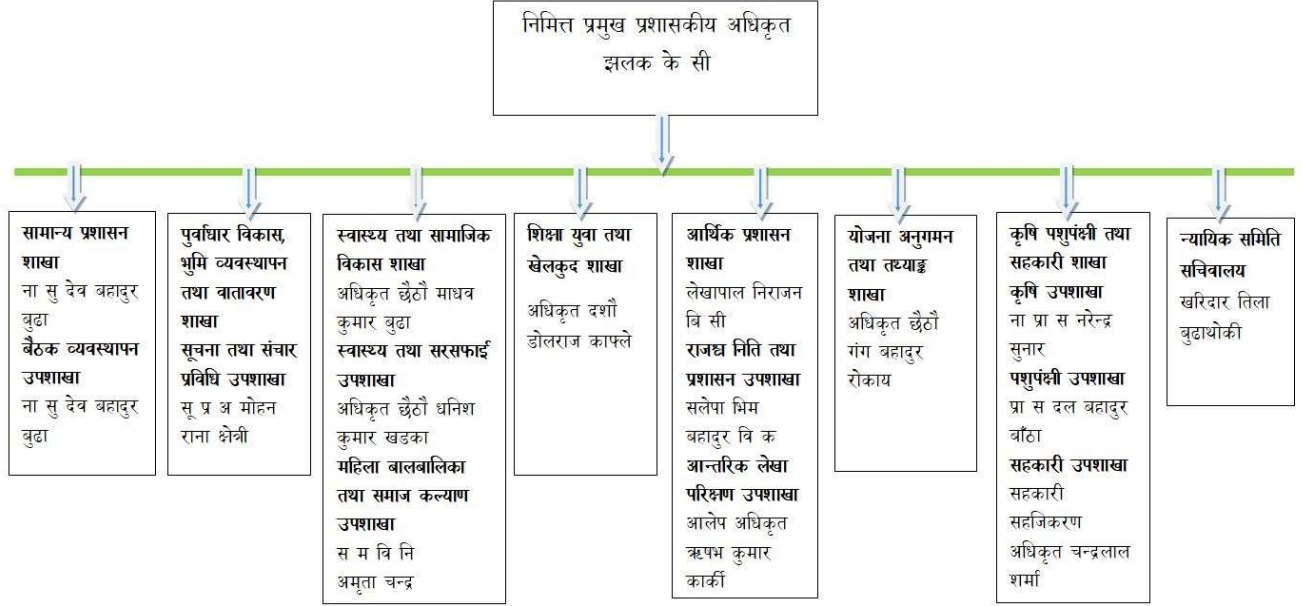 निमित्त प्रमुख प्रशासकीय अधिकृत
झलक के सी
सामान्य प्रशासन
शाखा
ना सु देव बहादुर
बुढा
बैठक व्यवस्थापन
उपशाखा
ना सु देव बहादुर
बुढा
पुर्वाधार विकास,
भुमि व्यवस्थापन
तथा वातावरण
शाखा
सूचना तथा संचार
प्रविधि उपशाखा
सू प्र अ मोहन
राना क्षेत्री
स्वास्थ्य तथा सामाजिक
विकास शाखा
अधिकृत छैठौ माधव
कुमार बुढा
स्वास्थ्य तथा सरसफाई
उपशाखा
अधिकृत छैठौ धनिश
कुमार खडका
महिला बालबालिका
तथा समाज कल्याण
उपशाखा
स म वि नि
अमृता चन्द्र
शिक्षा युवा तथा
खेलकुद शाखा
अधिकृत दशौ
डोलराज काफ्ले
आर्थिक प्रशासन
शाखा
लेखापाल निराजन
बि सी
राजश्व निति तथा
प्रशासन उपशाखा
सलेपा भिम
बहादुर वि क
आन्तरिक लेखा
परिक्षण उपशाखा
आलेप अधिकृत
ऋषभ कुमार
कार्की
योजना अनुगमन
तथा तथ्याङ्क
शाखा
अधिकृत छैठौ
गंग बहादुर
रोकाय
कृषि पशुपंक्षी तथा
सहकारी शाखा
कृषि उपशाखा
ना प्रा स नरेन्द्र
सुनार
पशुपंक्षी उपशाखा
प्रा स दल बहादुर
बाँठा
सहकारी उपशाखा
सहकारी
सहजिकरण
अधिकृत चन्द्रलाल
शर्मा
न्यायिक समिति
सचिवालय
खरिदार तिला
बुढाथोकी